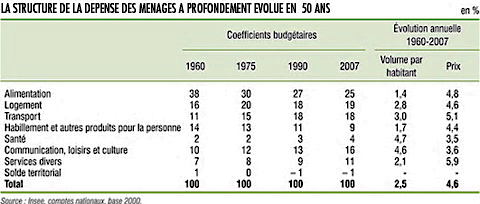 LA STRUCTURE DE LA DEPENSE DES MENAGES A PROFONDEMENT EVOLUE EN 50 ANS en %
Coefficients budgétaires Évolution annuelle
1960-2007
1960 1975 1990 2007 Volume par Prix
habitant
Alimentation 38 30 27 25 1,4 4,8
Logement 16 20 18 19 2,8 4,6
Transport 11 15 18 18 3,0 5,1
Habillement et autres produits pour la personne 14 13 11 9 1,7 4,4
Santé 2 2 3 4 4,7 3,5
Communication, loisirs et culture 10 12 13 16 4,6 3,6
Services divers 7 8 9 11 2,1 5,9
Solde territorial 1 0 –1 –1 - -
Total 100 100 100 100 2,5 4,6
Source : Insee, comptes nationaux, base 2000.